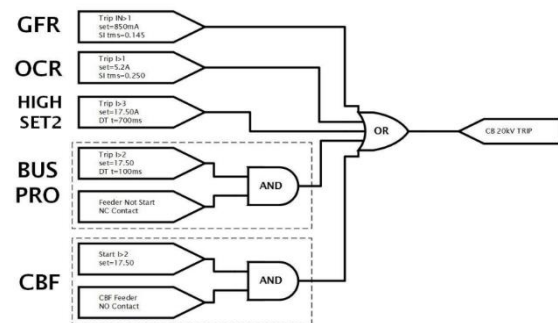 GFR
Trip IN>1
set=850mA
SI tms=0.145
OCR
Trip I>1
set=5.2A
SI tms=0.250
HIGH
SET2
Trip I>3
set=17.50A
DT t=700ms
OR
CB 20kV TRIP
BUS
PRO
Trip I>2
set=17.50
DT t=100ms
AND
Feeder Not Start
NC Contact
CBF
Start I>2
set=17.50
AND
CBF Feeder
NO Contact